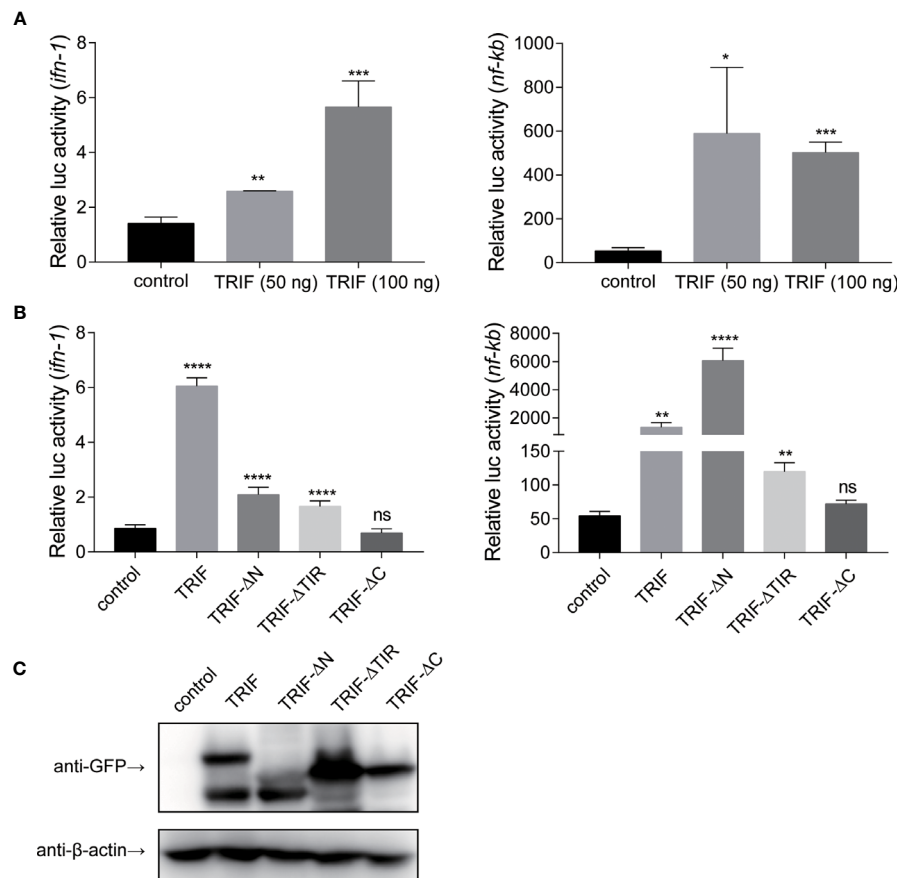 A
Relative luc activity (ifn-1)
8
6
4
2
0
**
***
control
TRIF (50 ng)
TRIF (100 ng)
Relative luc activity (nf-kb)
1000
800
600
400
200
0
*
***
control
TRIF (50 ng)
TRIF (100 ng)
B
Relative luc activity (ifn-1)
8
6
4
2
0
****
****
****
ns
control
TRIF
TRIF-ΔN
TRIF-ΔTIR
TRIF-ΔC
Relative luc activity (nf-kb)
8000
6000
4000
2000
150
100
50
0
**
****
**
ns
control
TRIF
TRIF-ΔN
TRIF-ΔTIR
TRIF-ΔC
C
control
TRIF
TRIF-ΔN
TRIF-ΔTIR
TRIF-ΔC
anti-GFP→
anti-β-actin→